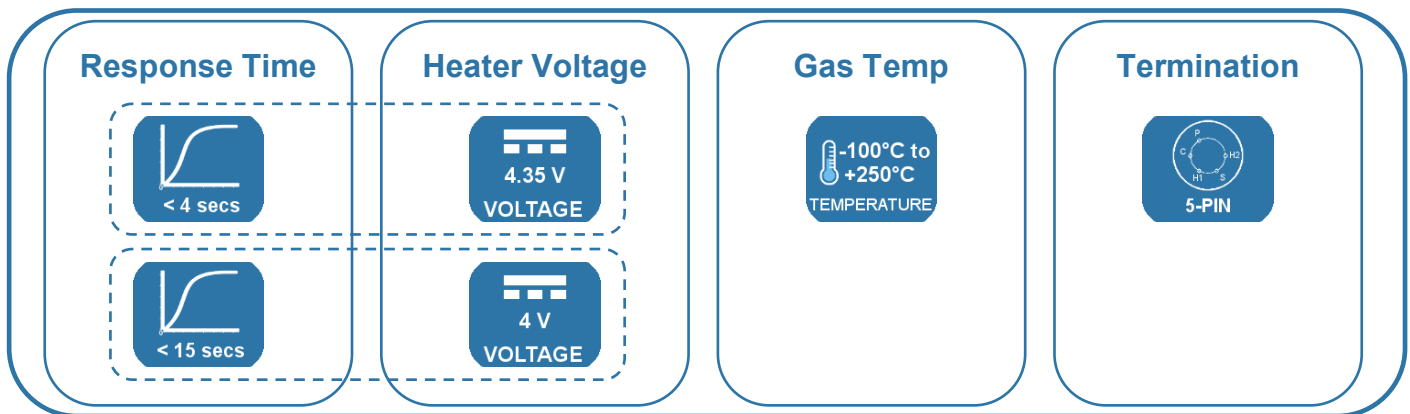 Response Time
Heater Voltage
Gas Temp
Termination
< 4 secs
4.35 V
VOLTAGE
-100°C to
+250°C
TEMPERATURE
P
C
H2
H1
S
5-PIN
< 15 secs
4 V
VOLTAGE